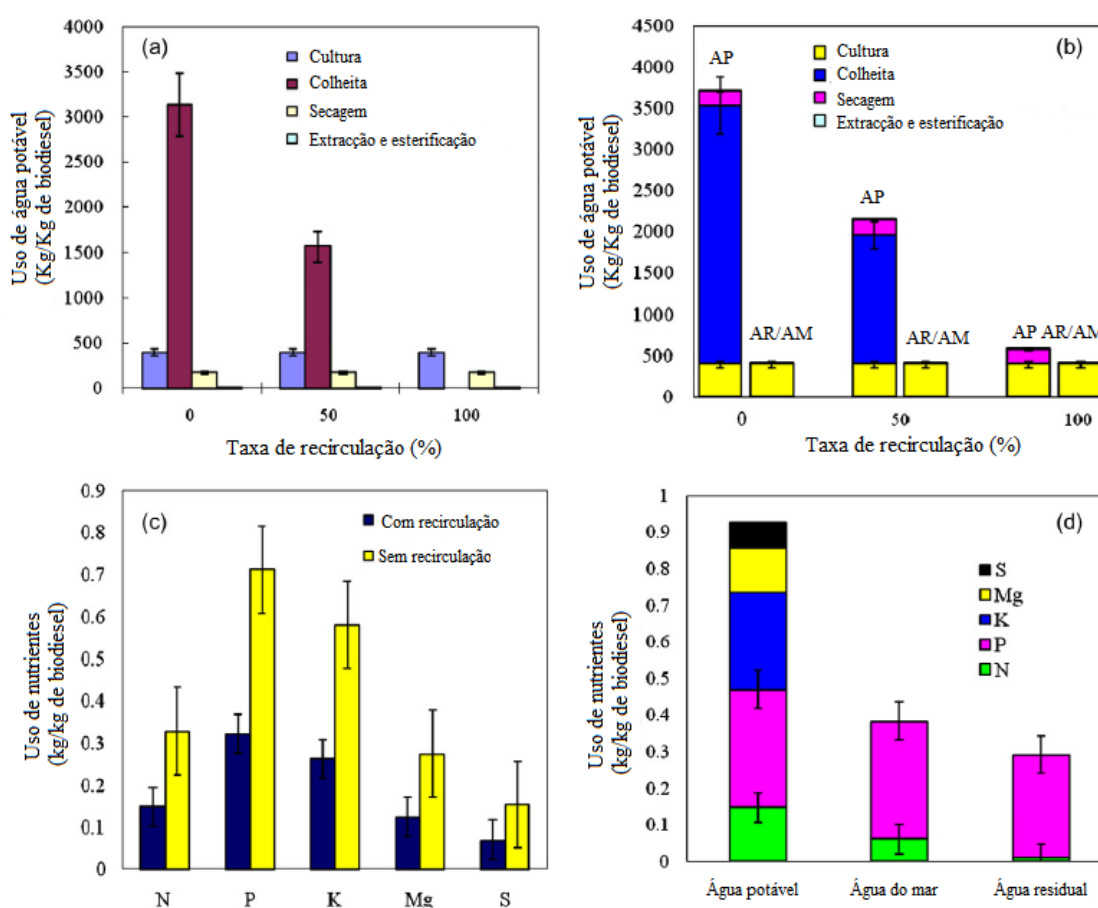 (a)
Uso de água potável
(Kg/Kg de biodiesel)
4000
3500
3000
2500
2000
1500
1000
500
0
Cultura
Colheita
Secagem
Extracção e esterificação
0 50 100
Taxa de recirculação (%)
(b)
Uso de água potável
(Kg/Kg de biodiesel)
4500
4000
3500
3000
2500
2000
1500
1000
500
0
Cultura
Colheita
Secagem
Extracção e esterificação
AP
AR/AM
AP
AR/AM
AP AR/AM
0 50 100
Taxa de recirculação (%)
(c)
Uso de nutrientes
(kg/kg de biodiesel)
0.9
0.8
0.7
0.6
0.5
0.4
0.3
0.2
0.1
0
Com recirculação
Sem recirculação
N P K Mg S
(d)
Uso de nutrientes
(kg/kg de biodiesel)
1
0.9
0.8
0.7
0.6
0.5
0.4
0.3
0.2
0.1
0
S
Mg
K
P
N
Água potável Água do mar Água residual